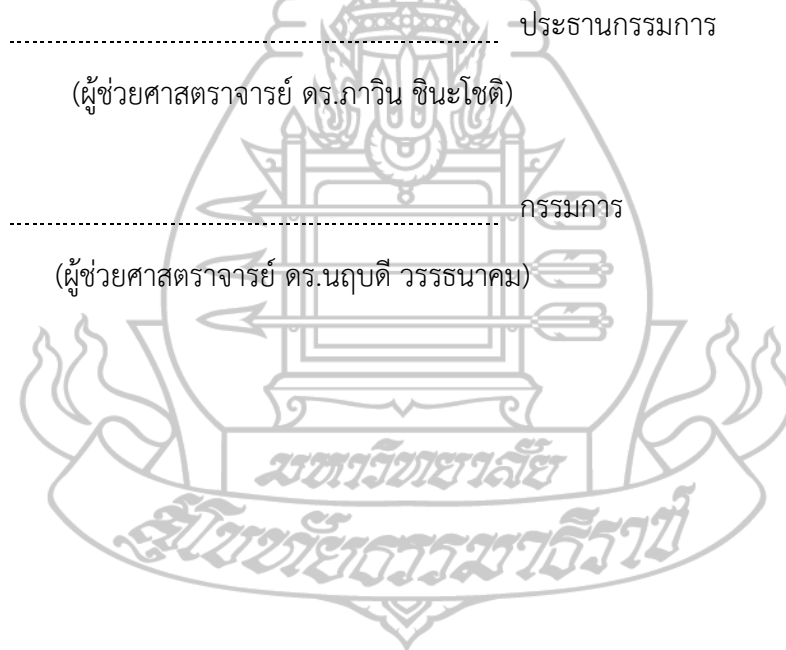 ประธานกรรมการ
(ผู้ช่วยศาสตราจารย์ ดร.ภาวิน ชินะโชติ)
กรรมการ
(ผู้ช่วยศาสตราจารย์ ดร.นฤบดี วรรธนาคม)
มหาวิทยาลัย
สุโขทัยธรรมาธิราช